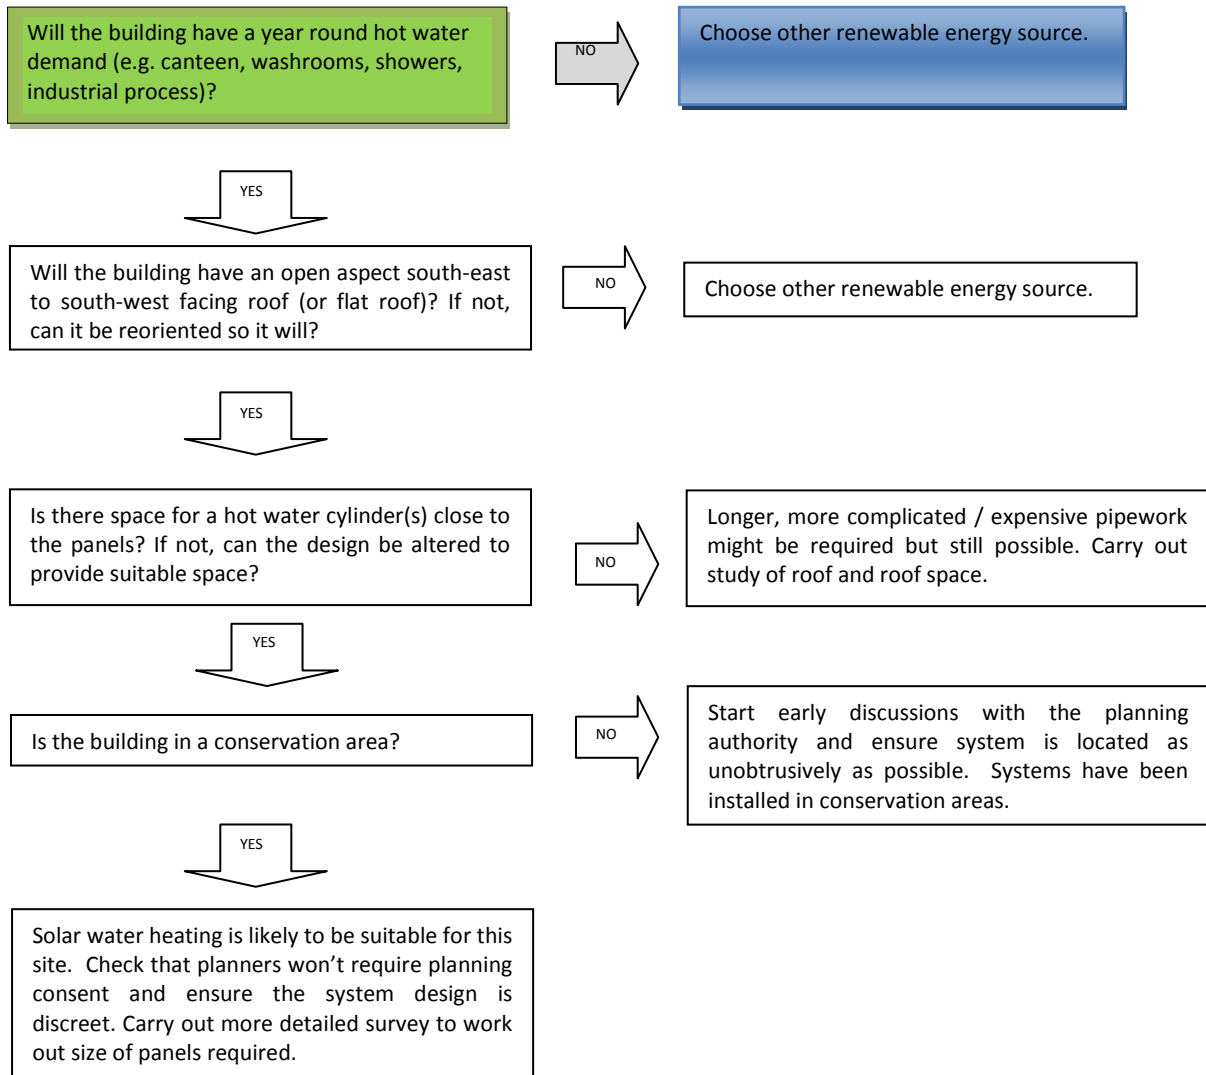 Will the building have a year round hot water
demand (e.g. canteen, washrooms, showers,
industrial process)?
NO
Choose other renewable energy source.
YES
Will the building have an open aspect south-east
to south-west facing roof (or flat roof)? If not,
can it be reoriented so it will?
NO
Choose other renewable energy source.
YES
Is there space for a hot water cylinder(s) close to
the panels? If not, can the design be altered to
provide suitable space?
NO
Longer, more complicated / expensive pipework
might be required but still possible. Carry out
study of roof and roof space.
YES
Is the building in a conservation area?
NO
Start early discussions with the planning
authority and ensure system is located as
unobtrusively as possible. Systems have been
installed in conservation areas.
YES
Solar water heating is likely to be suitable for this
site. Check that planners won’t require planning
consent and ensure the system design is
discreet. Carry out more detailed survey to work
out size of panels required.